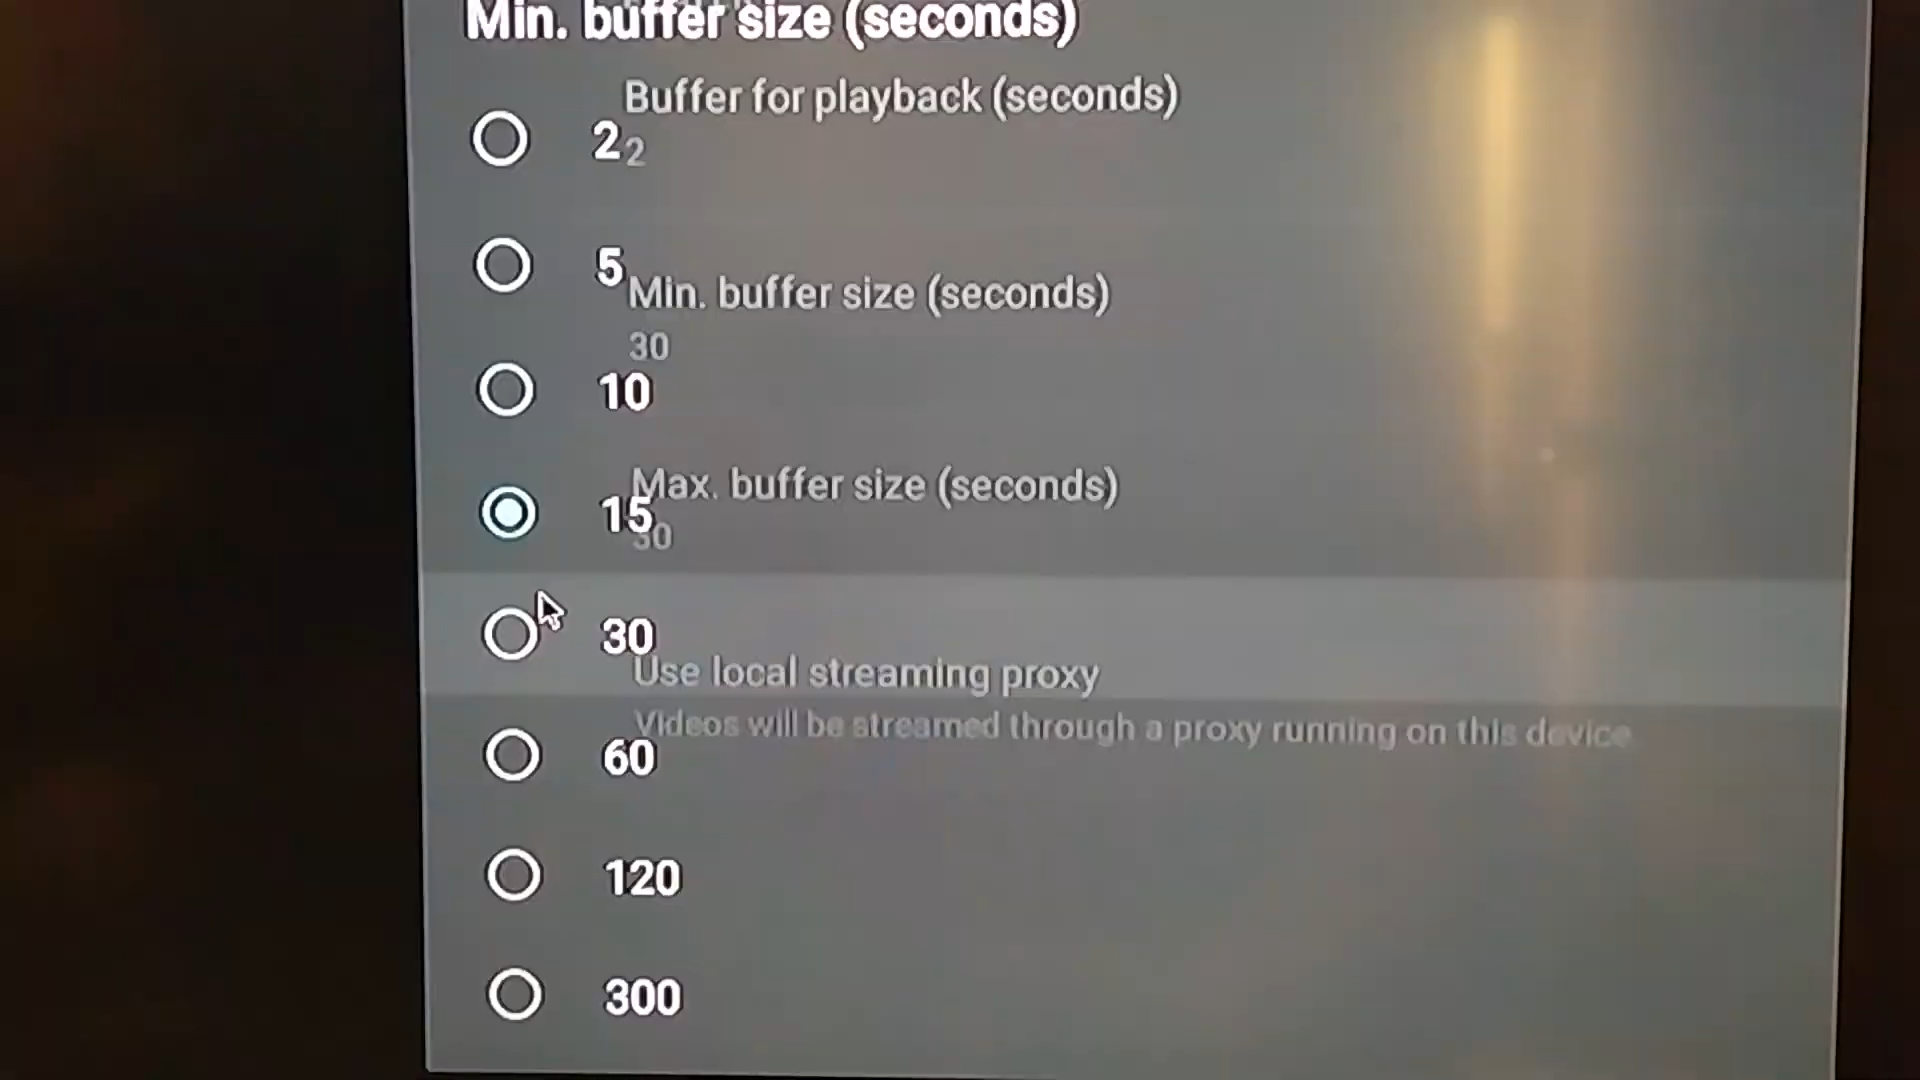 Min. buffer size (seconds)
Buffer for playback (seconds)
2
2
5
Min. buffer size (seconds)
30
10
Max. buffer size (seconds)
15
30
30
Use local streaming proxy
Videos will be streamed through a proxy running on this device
60
120
300